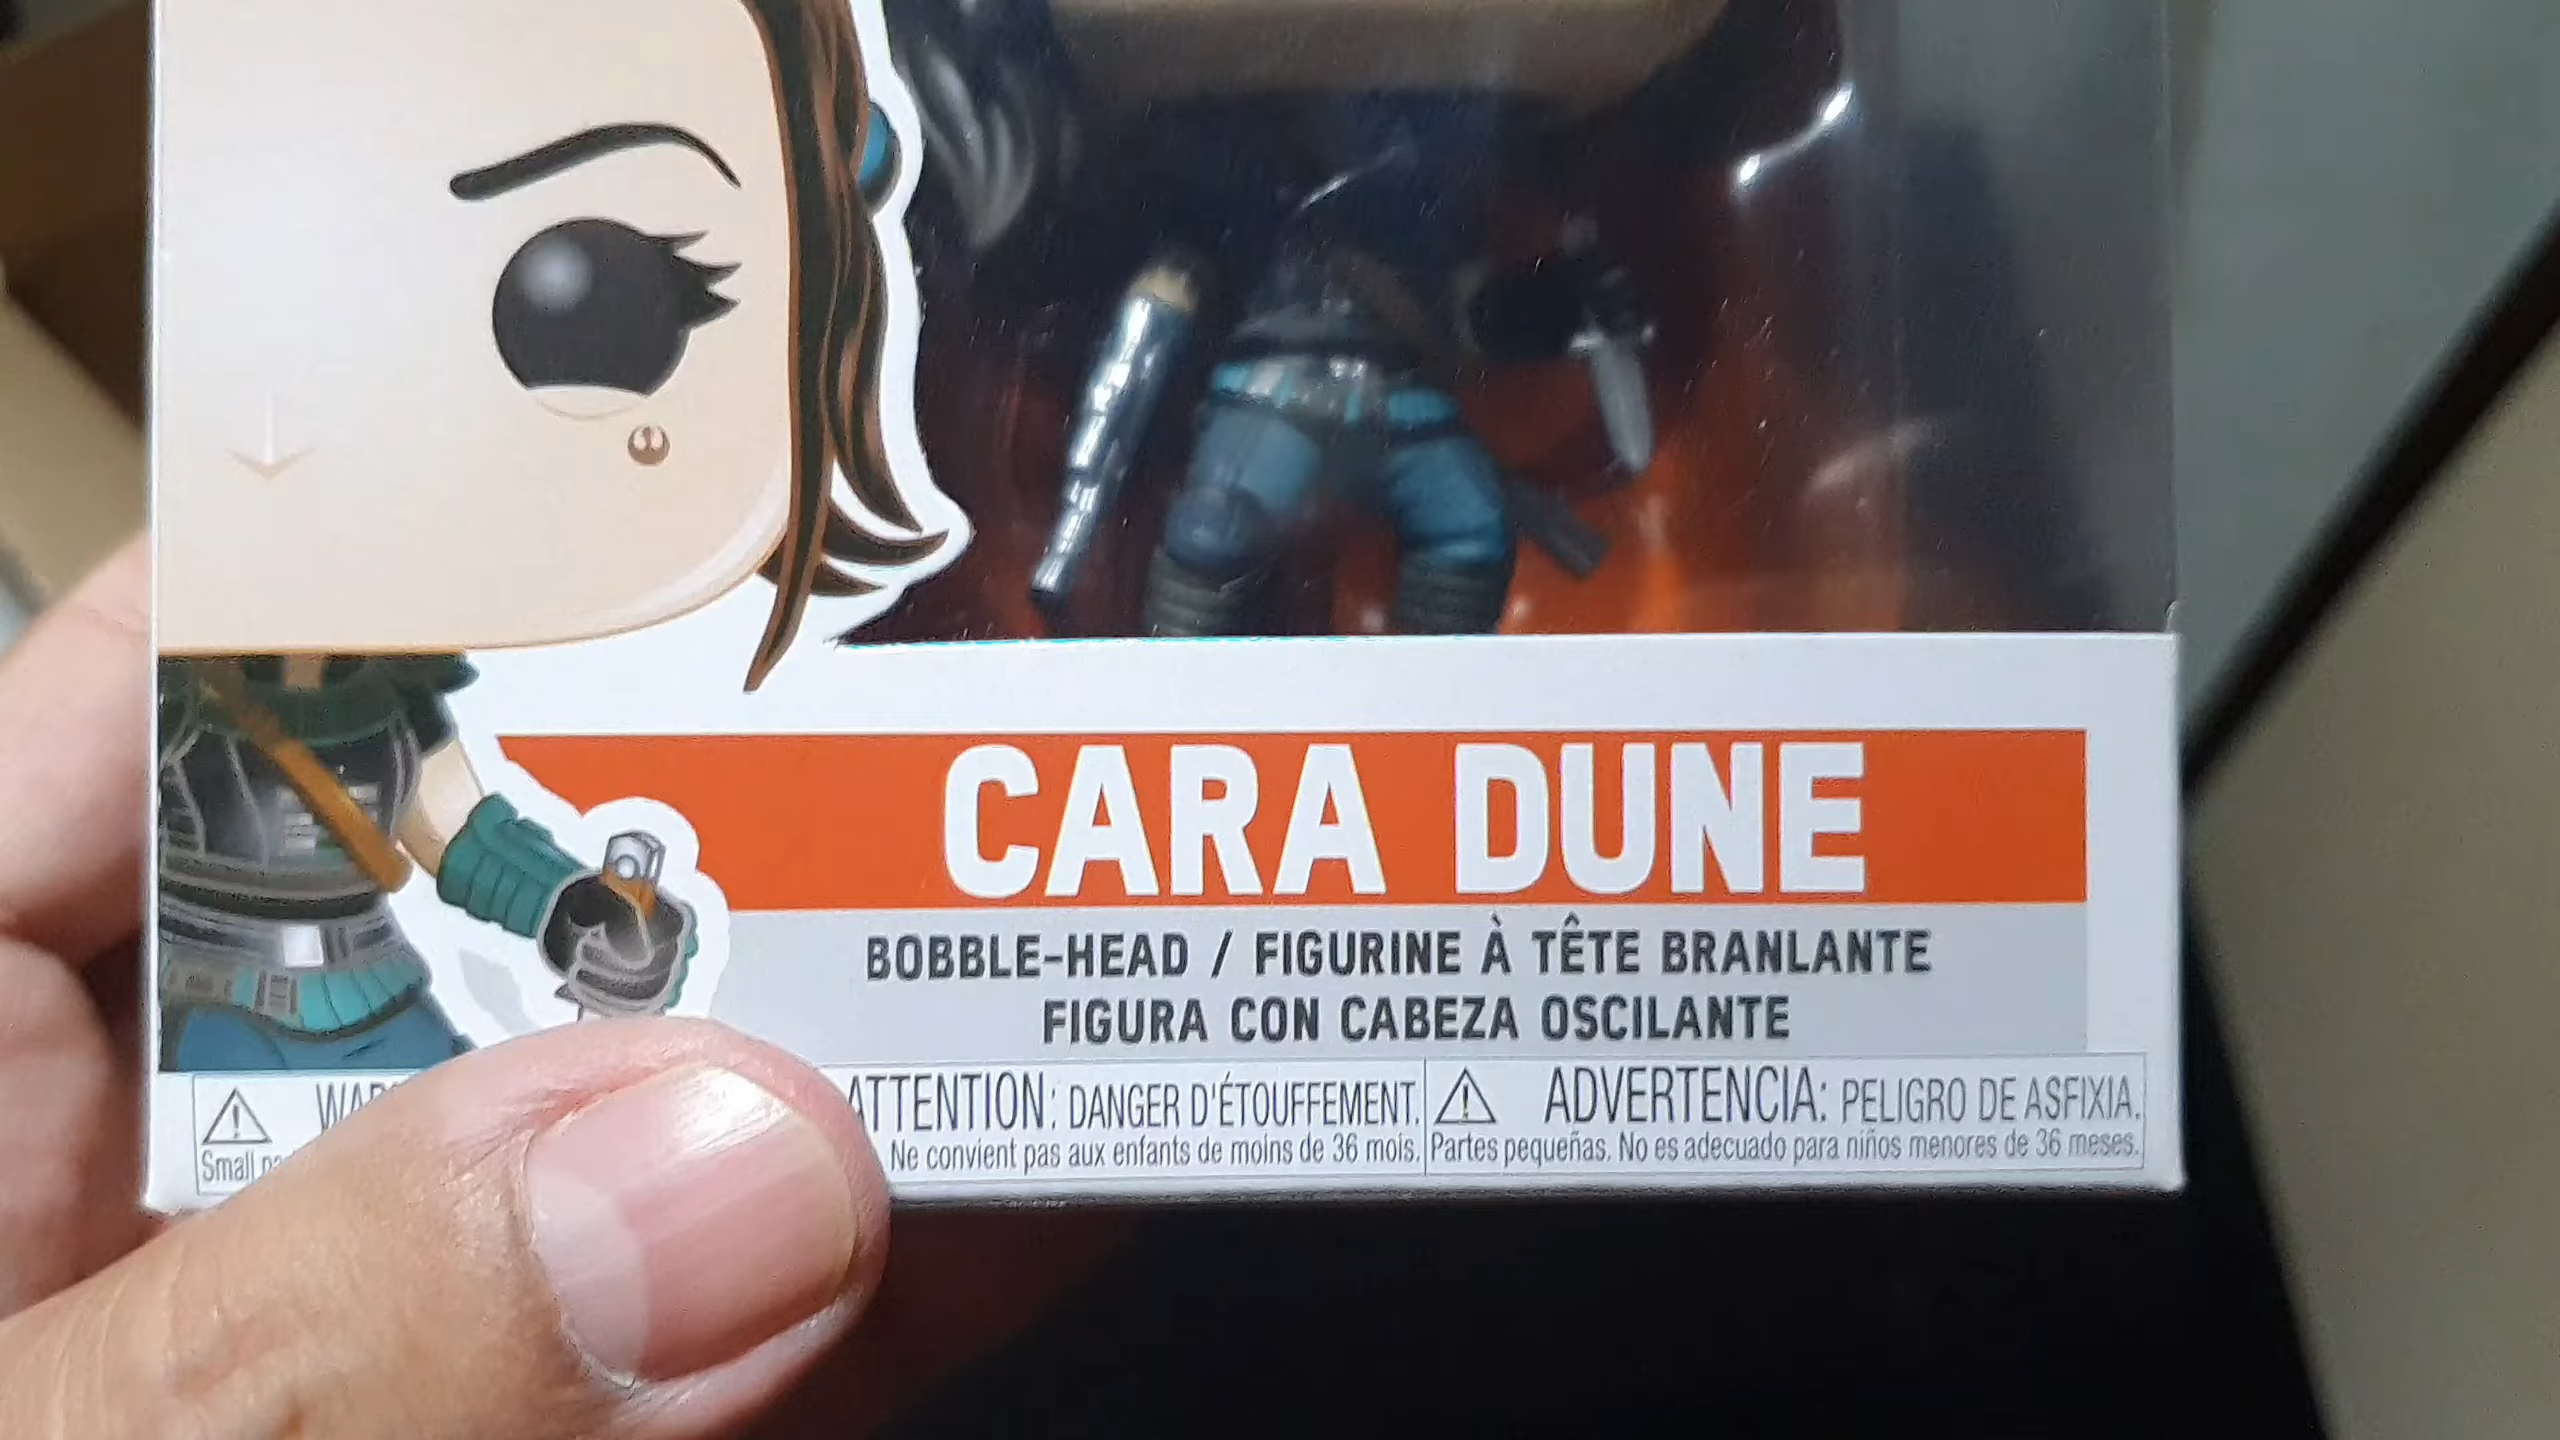 CARA DUNE
BOBBLE-HEAD / FIGURINE À TÊTE BRANLANTE
FIGURA CON CABEZA OSCILANTE
ATTENTION: DANGER D'ÉTOUFFEMENT.
Ne convient pas aux enfants de moins de 36 mois.
ADVERTENCIA: PELIGRO DE ASFIXIA.
Partes pequeñas. No es adecuado para niños menores de 36 meses.
Small